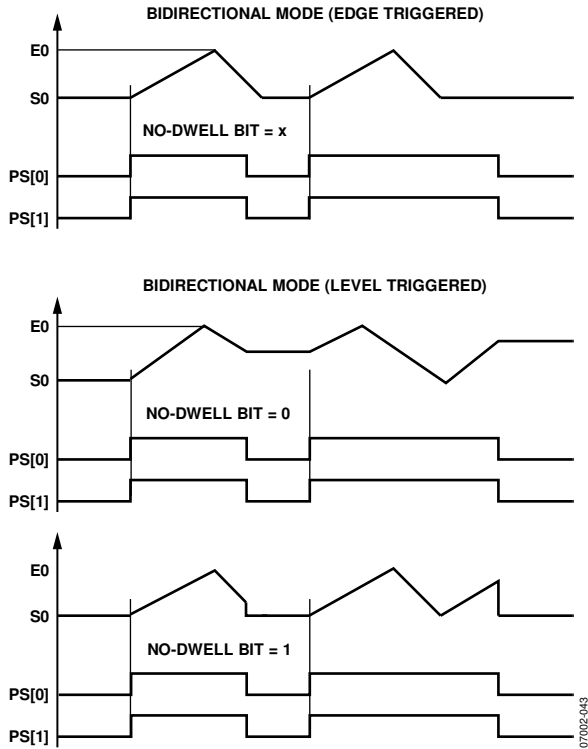 BIDIRECTIONAL MODE (EDGE TRIGGERED)
E0
S0
NO-DWELL BIT = x
PS[0]
PS[1]
BIDIRECTIONAL MODE (LEVEL TRIGGERED)
E0
S0
NO-DWELL BIT = 0
PS[0]
PS[1]
E0
S0
NO-DWELL BIT = 1
PS[0]
PS[1]
07002-043